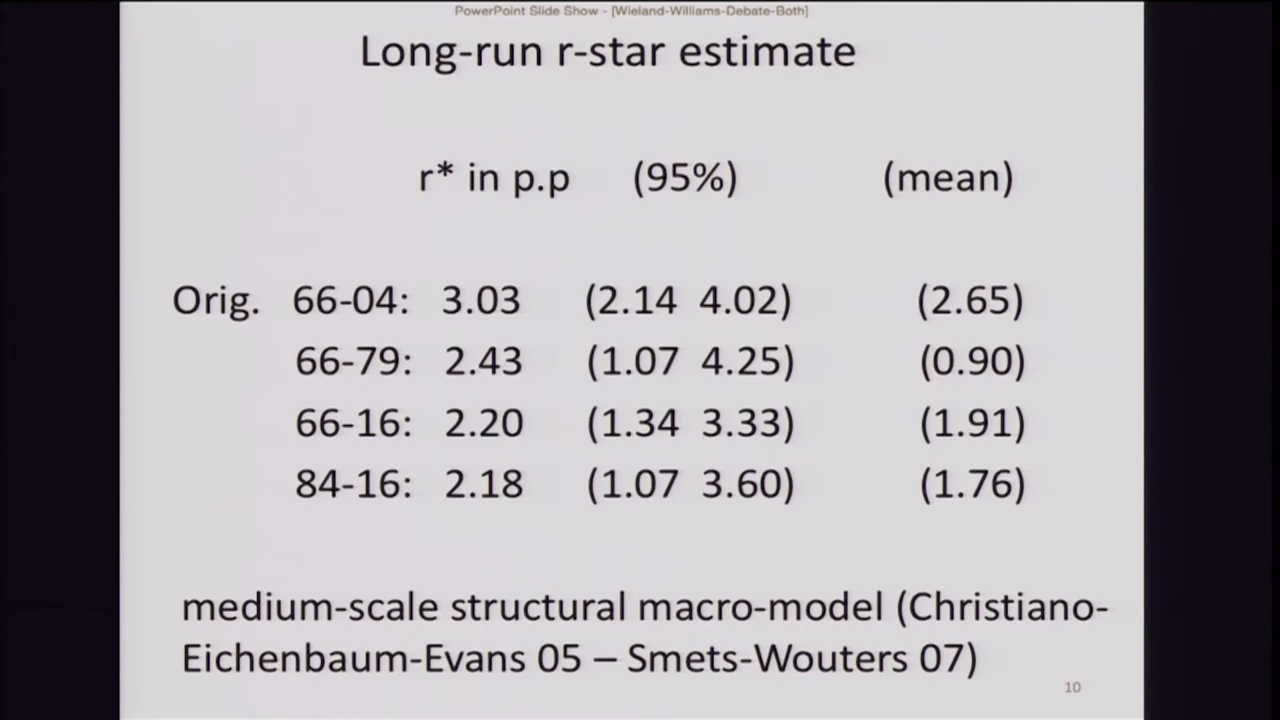 PowerPoint Slide Show - [Wieland-Williams-Debate-Both]
Long-run r-star estimate
r* in p.p (95%) (mean)
Orig. 66-04: 3.03 (2.14 4.02) (2.65)
66-79: 2.43 (1.07 4.25) (0.90)
66-16: 2.20 (1.34 3.33) (1.91)
84-16: 2.18 (1.07 3.60) (1.76)
medium-scale structural macro-model (Christiano-
Eichenbaum-Evans 05 – Smets-Wouters 07)
10